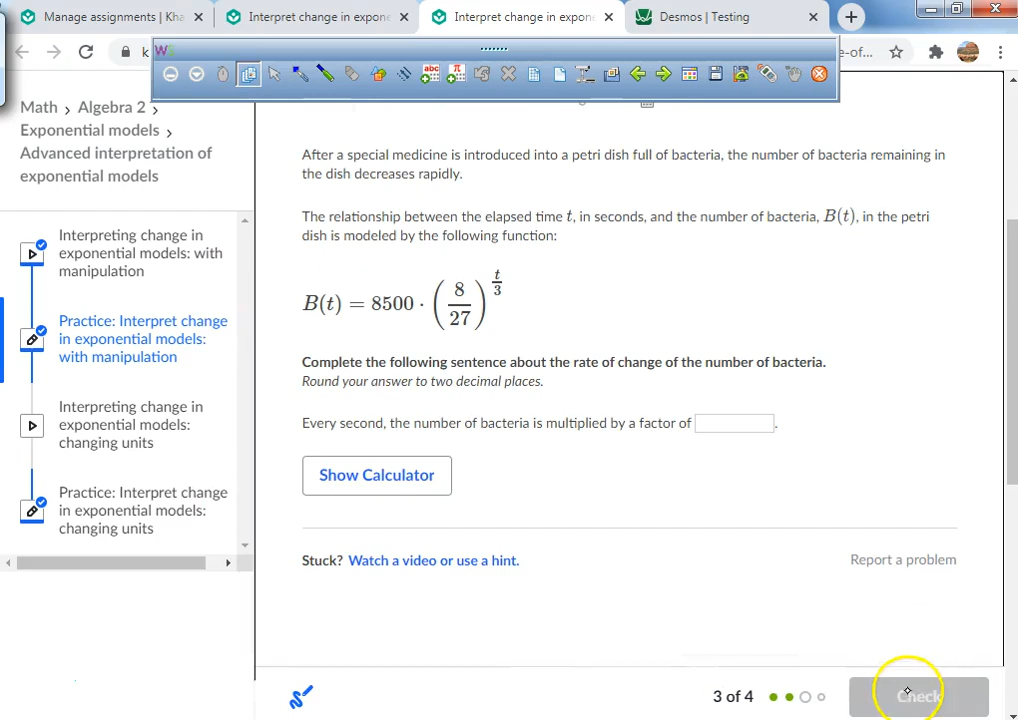 Manage assignments | Kha
Interpret change in expone
Interpret change in expon
Desmos | Testing
k
e-of...
Math > Algebra 2 >
Exponential models >
Advanced interpretation of
exponential models
Interpreting change in
exponential models: with
manipulation
Practice: Interpret change
in exponential models:
with manipulation
Interpreting change in
exponential models:
changing units
Practice: Interpret change
in exponential models:
changing units
After a special medicine is introduced into a petri dish full of bacteria, the number of bacteria remaining in
the dish decreases rapidly.
The relationship between the elapsed time t, in seconds, and the number of bacteria, B(t), in the petri
dish is modeled by the following function:
B(t) = 8500 · (8/27)^(t/3)
Complete the following sentence about the rate of change of the number of bacteria.
Round your answer to two decimal places.
Every second, the number of bacteria is multiplied by a factor of .
Show Calculator
Stuck? Watch a video or use a hint.
Report a problem
3 of 4
Check